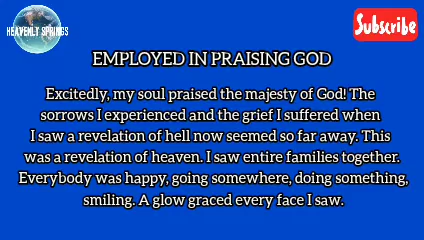 HEAVENLY SPRINGS
Subscribe
EMPLOYED IN PRAISING GOD
Excitedly, my soul praised the majesty of God! The
sorrows I experienced and the grief I suffered when
I saw a revelation of hell now seemed so far away. This
was a revelation of heaven. I saw entire families together.
Everybody was happy, going somewhere, doing something,
smiling. A glow graced every face I saw.